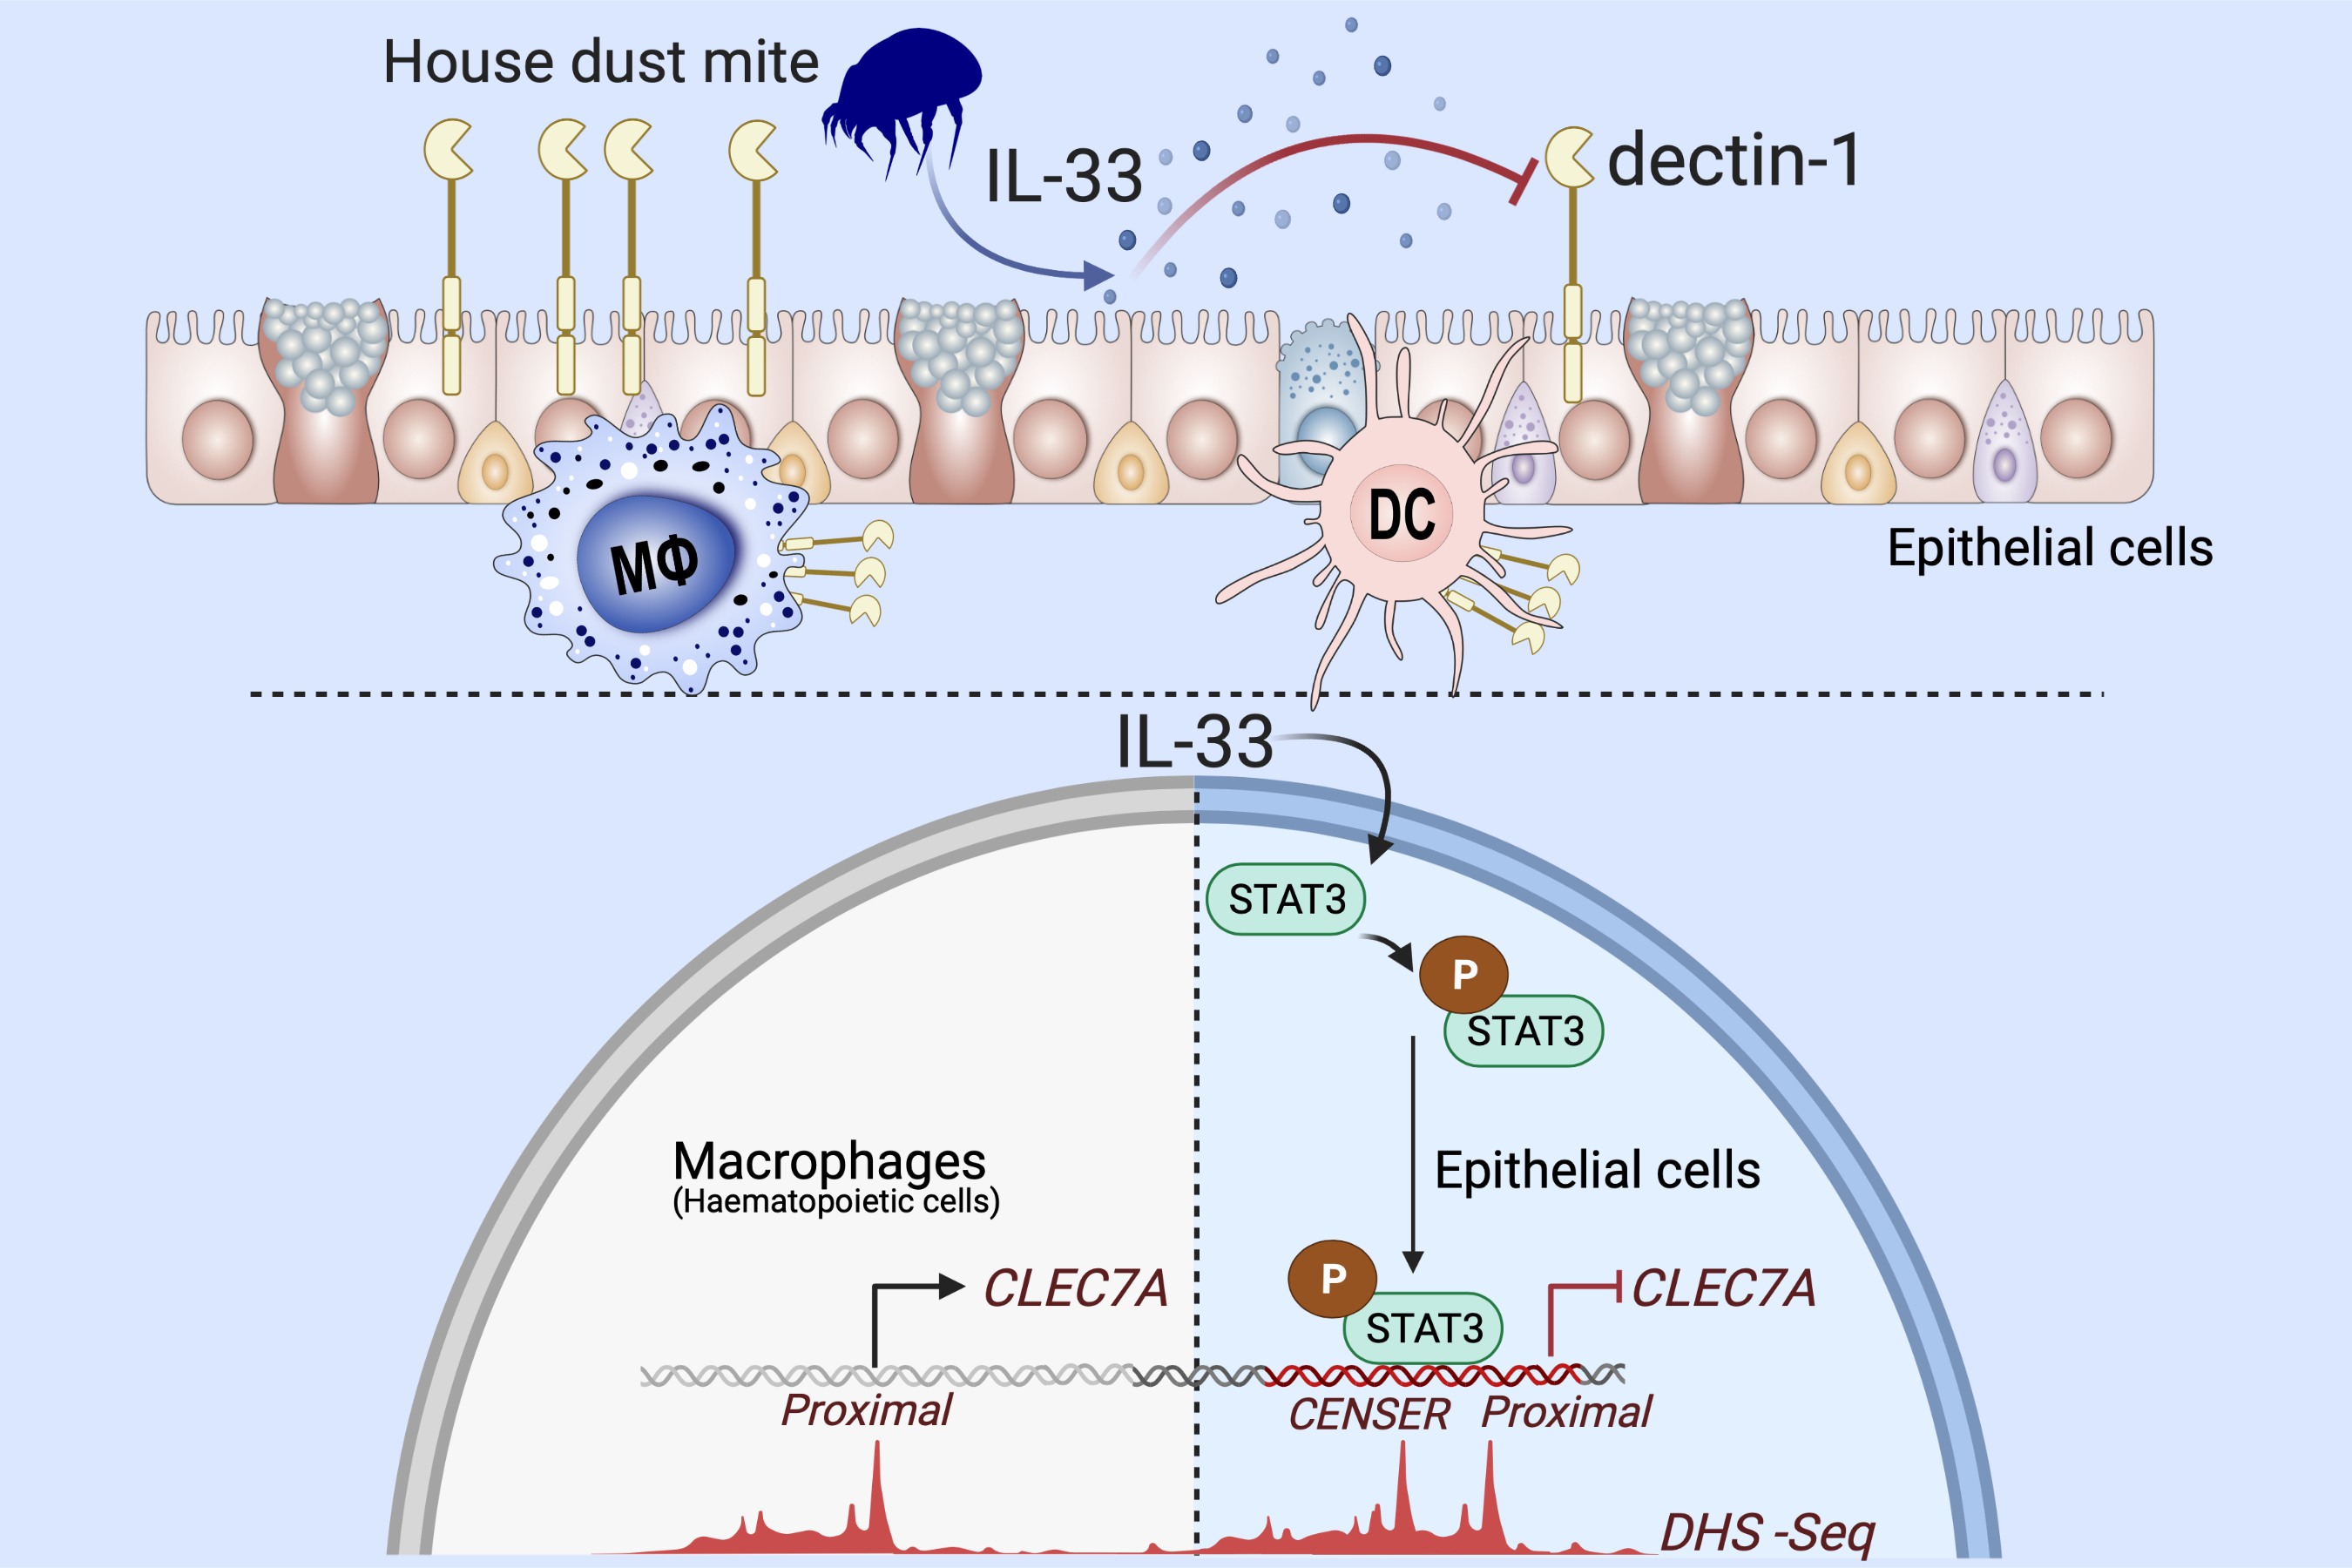 House dust mite
IL-33
dectin-1
MΦ
DC
Epithelial cells
IL-33
STAT3
P
STAT3
Macrophages
(Haematopoietic cells)
Epithelial cells
CLEC7A
P
STAT3
CLEC7A
Proximal
CENSER
Proximal
DHS -Seq